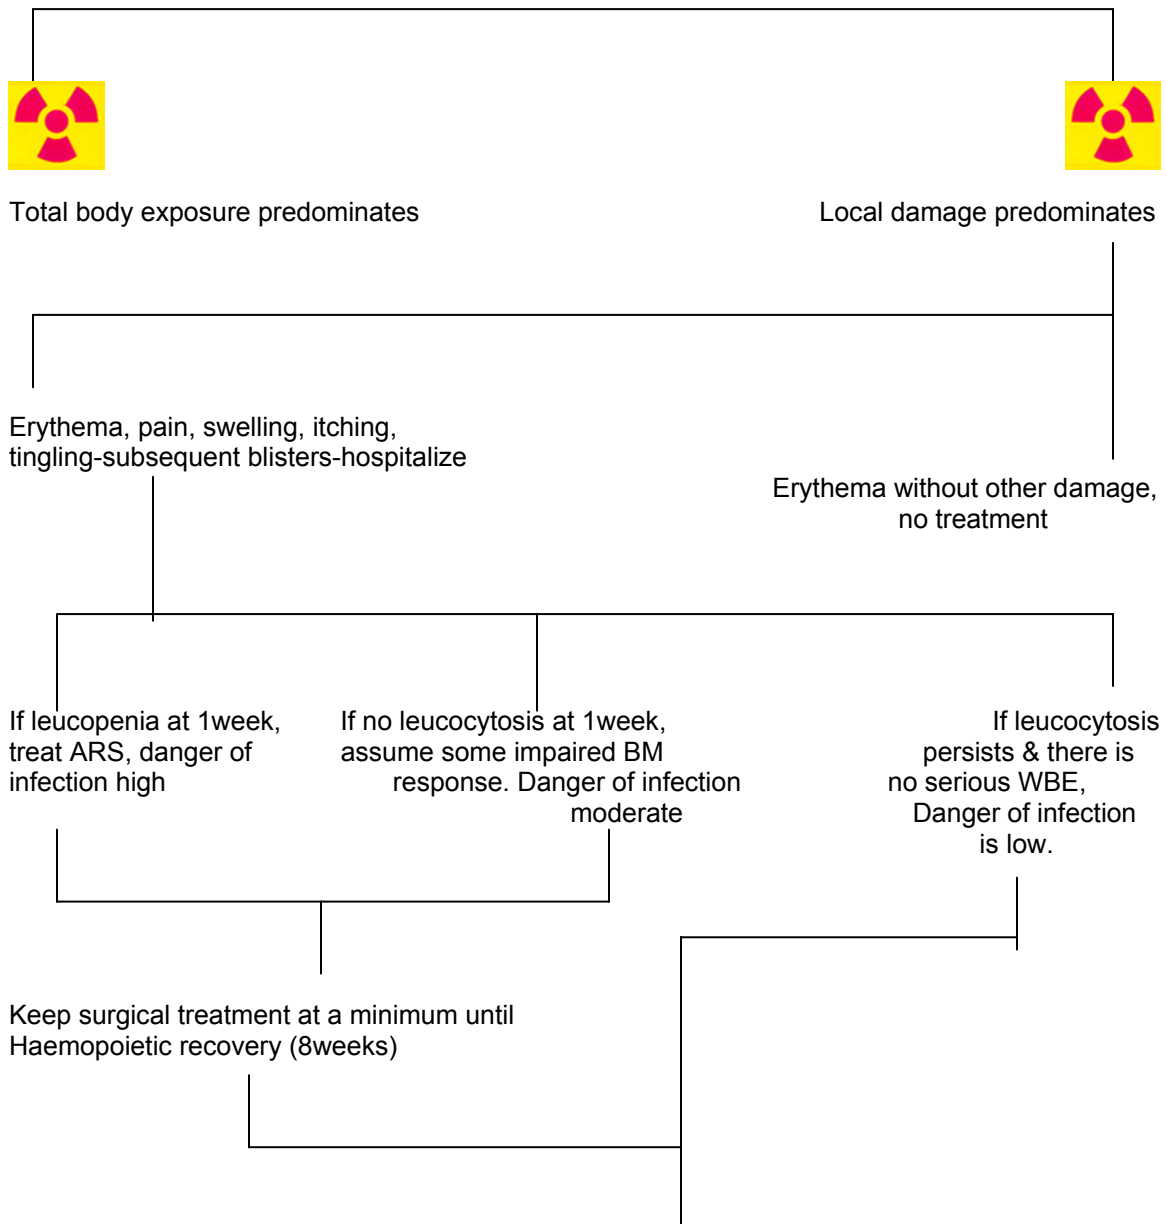 Total body exposure predominates
Local damage predominates
Erythema, pain, swelling, itching,
tingling-subsequent blisters-hospitalize
Erythema without other damage,
no treatment
If leucopenia at 1week,
treat ARS, danger of
infection high
If no leucocytosis at 1week,
assume some impaired BM
response. Danger of infection
moderate
If leucocytosis
persists & there is
no serious WBE,
Danger of infection
is low.
Keep surgical treatment at a minimum until
Haemopoietic recovery (8weeks)